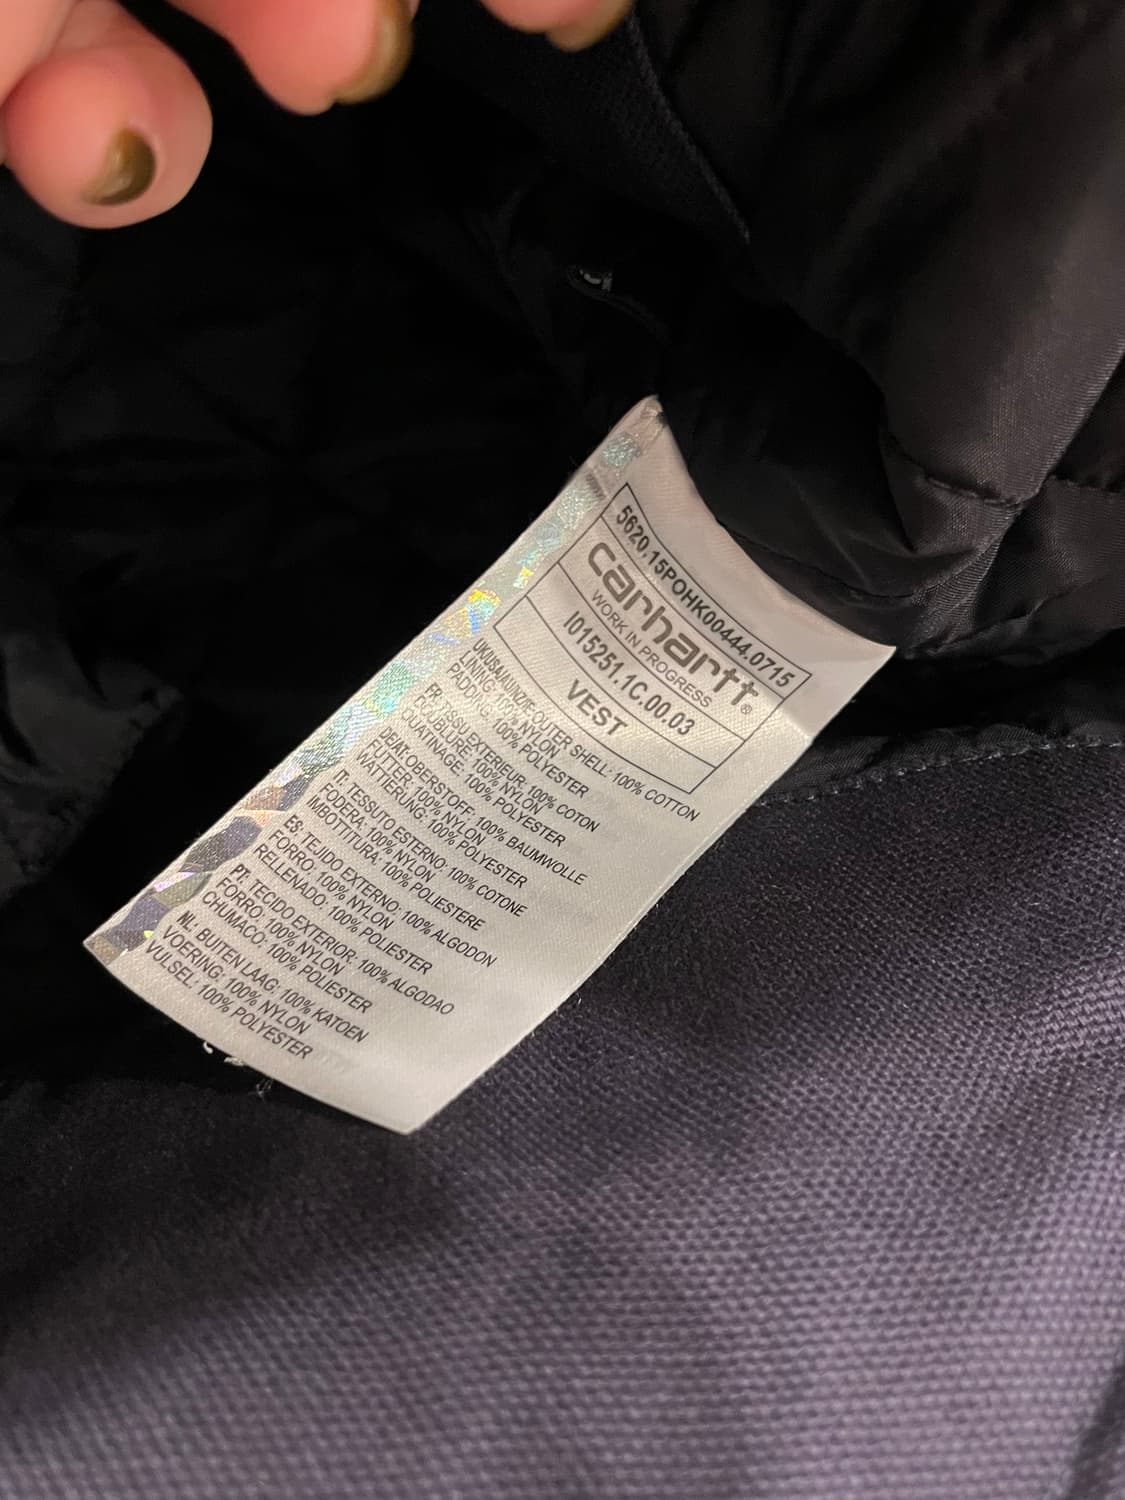 5620.15POHK00444.0715
carhartt®
WORK IN PROGRESS
I015251.1C.00.03
VEST
UK/USA/AU/NZ/IE:OUTER SHELL: 100% COTTON
LINING: 100% NYLON
PADDING: 100% POLYESTER
FR: TISSU EXTERIEUR: 100% COTON
DOUBLURE: 100% NYLON
OUATINAGE: 100% POLYESTER
DE/AT:OBERSTOFF: 100% BAUMWOLLE
FUTTER: 100% NYLON
WATTIERUNG: 100% POLYESTER
IT: TESSUTO ESTERNO: 100% COTONE
FODERA: 100% NYLON
IMBOTTITURA: 100% POLIESTERE
ES: TEJIDO EXTERNO: 100% ALGODON
FORRO: 100% NYLON
RELLENADO: 100% POLIESTER
PT: TECIDO EXTERIOR: 100% ALGODAO
FORRO: 100% NYLON
CHUMACO: 100% POLIESTER
NL: BUITEN LAAG: 100% KATOEN
VOERING: 100% NYLON
VULSEL: 100% POLYESTER